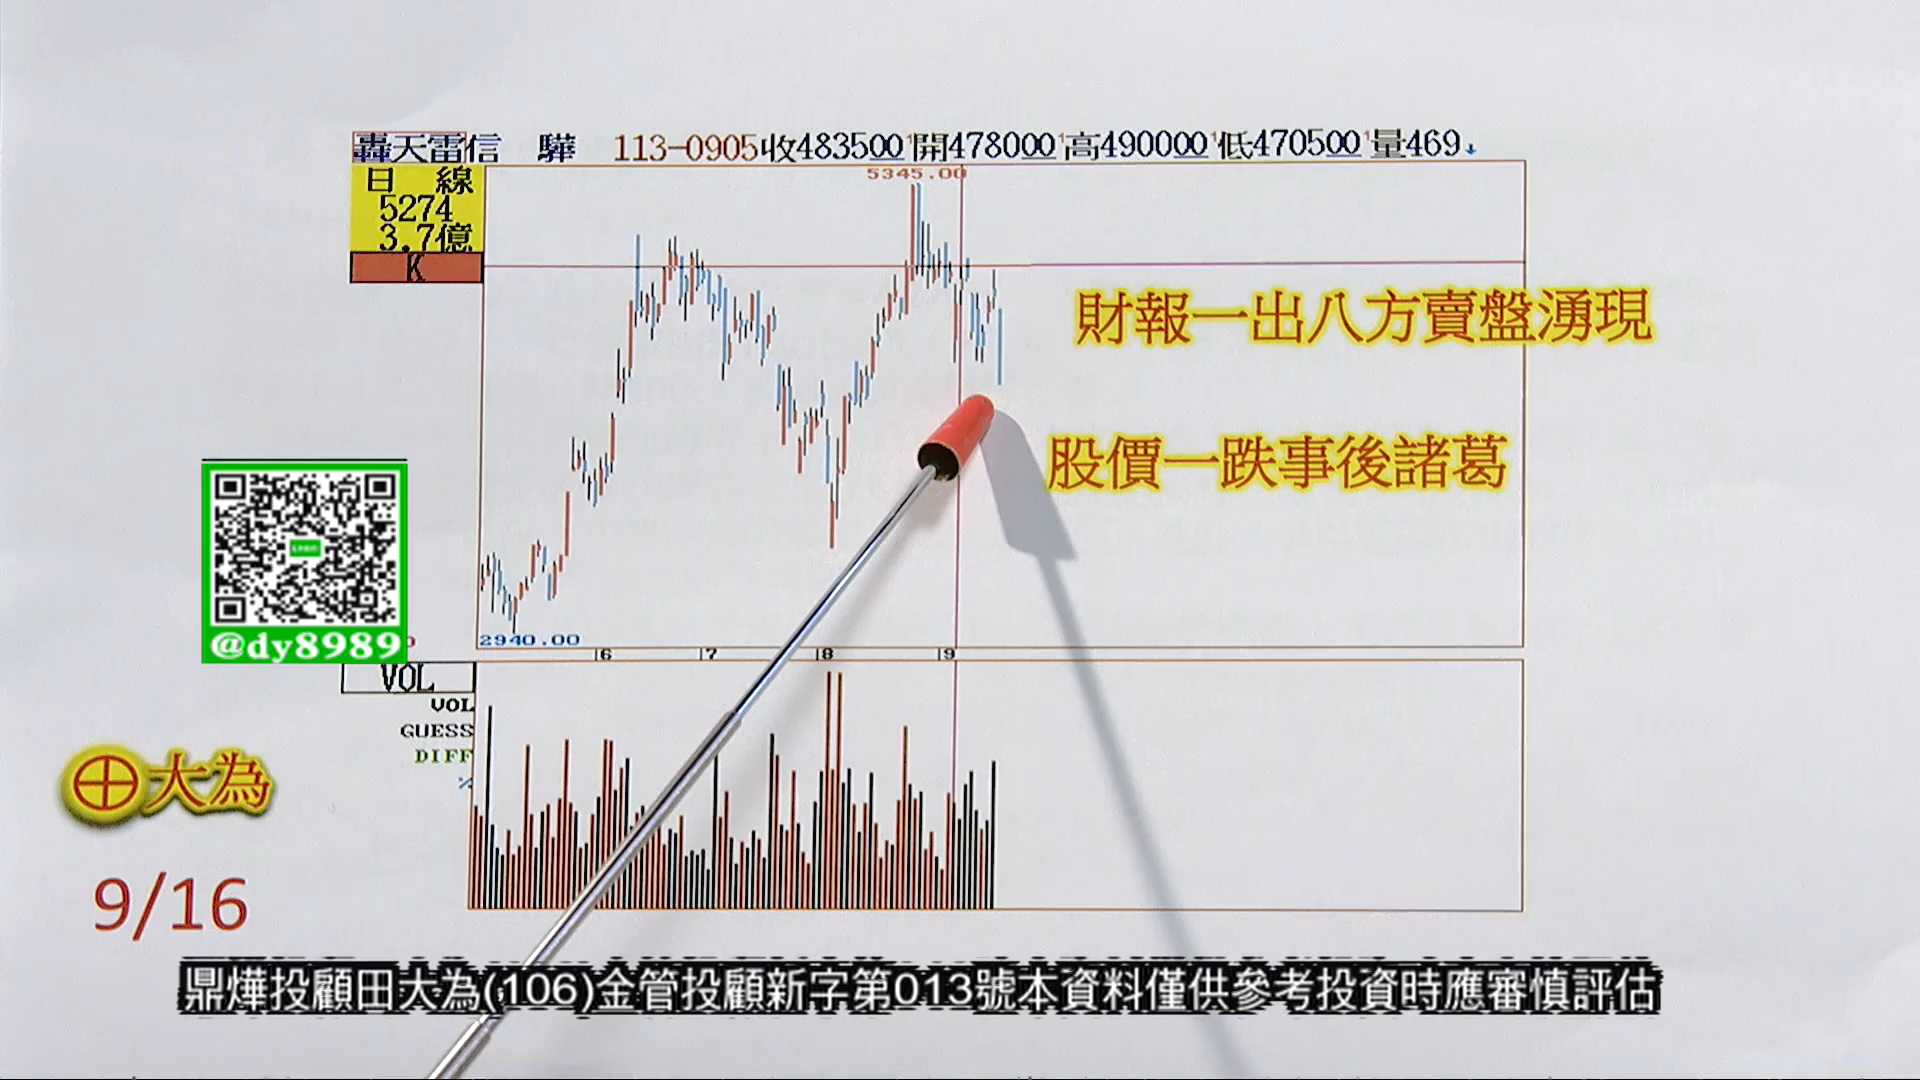 轟天雷信 驊 113-0905收483500開478000高490000低470500量469↓
日 線
5274
3.7億
K
5345.00
財報一出八方賣盤湧現
股價一跌事後諸葛
@dy8989
2940.00
6 7 8 9
VOL
VOL
GUESS
DIFF
%
田大為
9/16
鼎燁投顧田大為(106)金管投顧新字第013號本資料僅供參考投資時應審慎評估